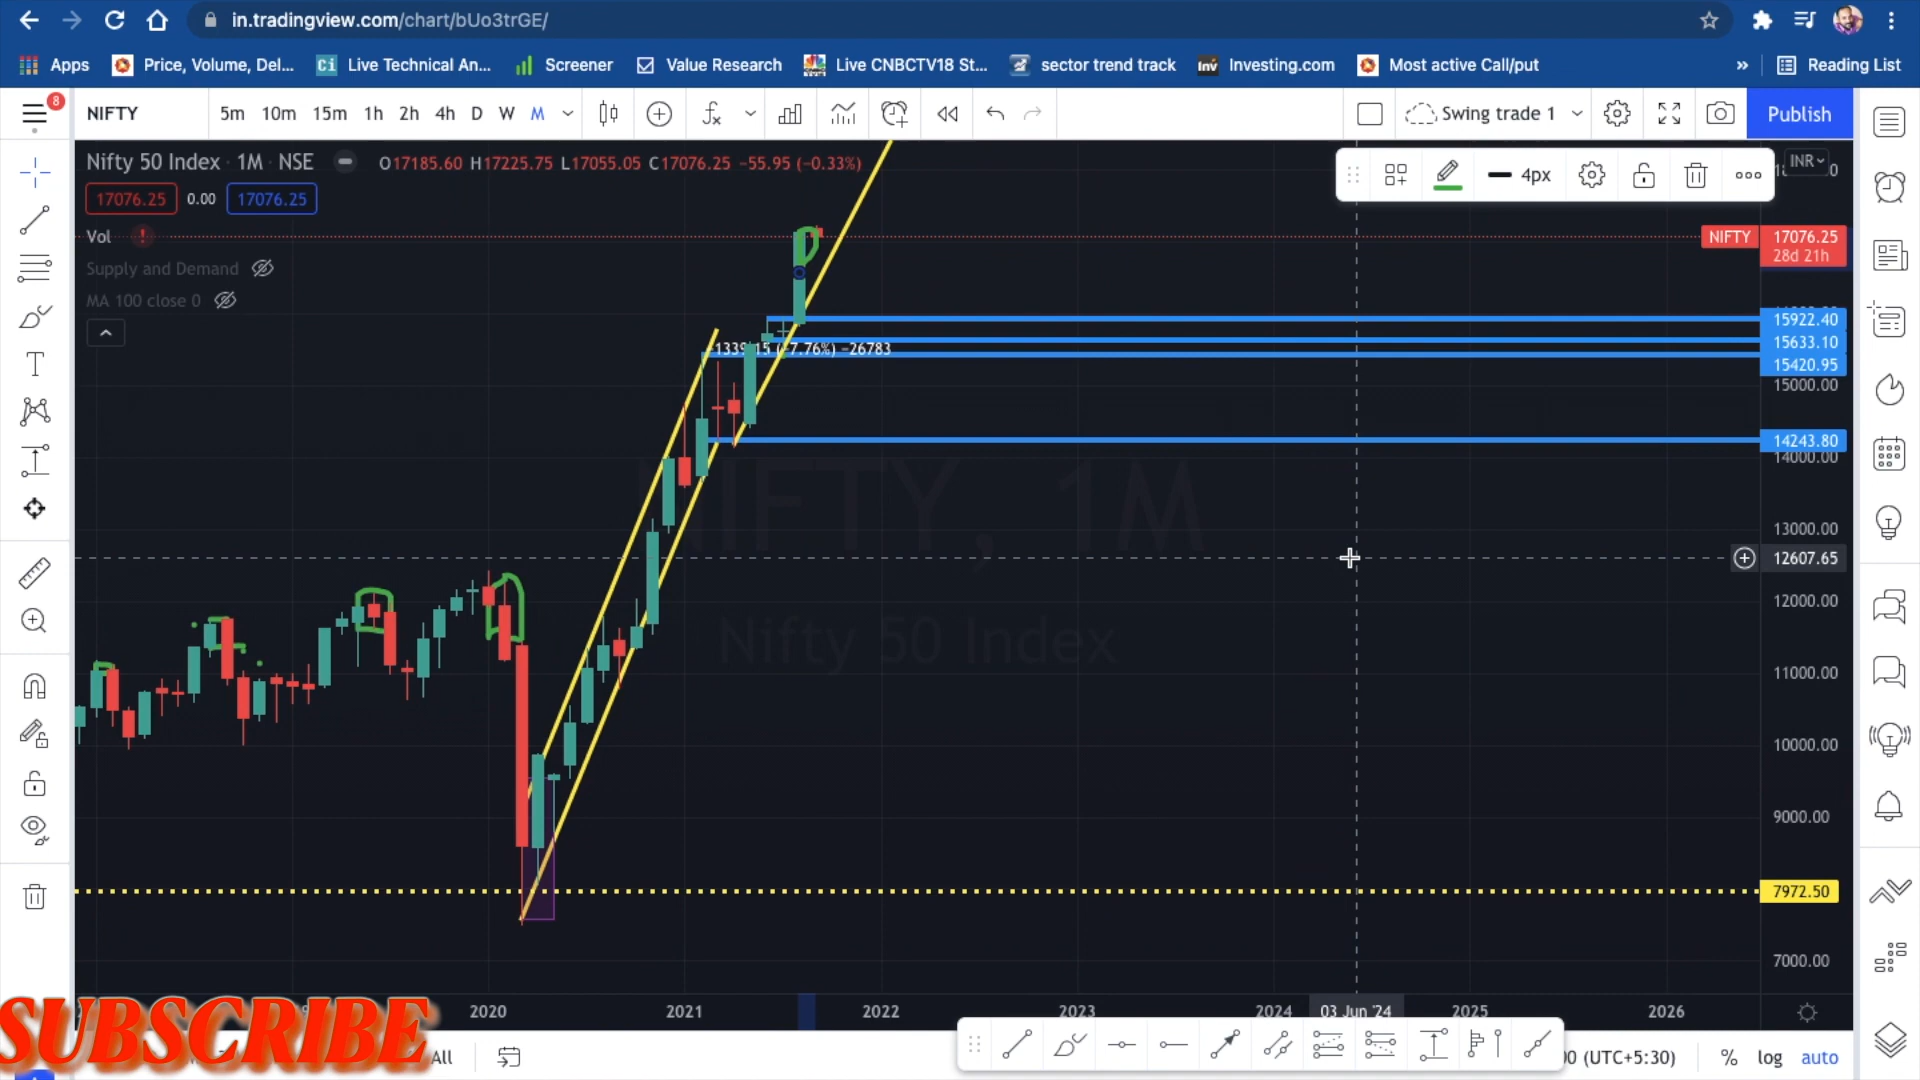 in.tradingview.com/chart/bUo3trGE/
Apps Price, Volume, Del... Live Technical An... Screener Value Research Live CNBCTV18 St... sector trend track Investing.com Most active Call/put » Reading List
8
NIFTY 5m 10m 15m 1h 2h 4h D W M Swing trade 1 Publish
Nifty 50 Index · 1M · NSE O17185.60 H17225.75 L17055.05 C17076.25 −55.95 (−0.33%)
INR
4px
17076.25 0.00 17076.25
Vol
NIFTY 17076.25
28d 21h
Supply and Demand
MA 100 close 0
15922.40
15633.10
−1339.15 (−7.76%) −26783
15420.95
15000.00
14243.80
14000.00
NIFTY, 1M
13000.00
12607.65
12000.00
Nifty 50 Index
11000.00
10000.00
9000.00
7972.50
7000.00
2020 2021 2022 2023 2024 03 Jun '24 2025 2026
SUBSCRIBE
All (UTC+5:30) % log auto